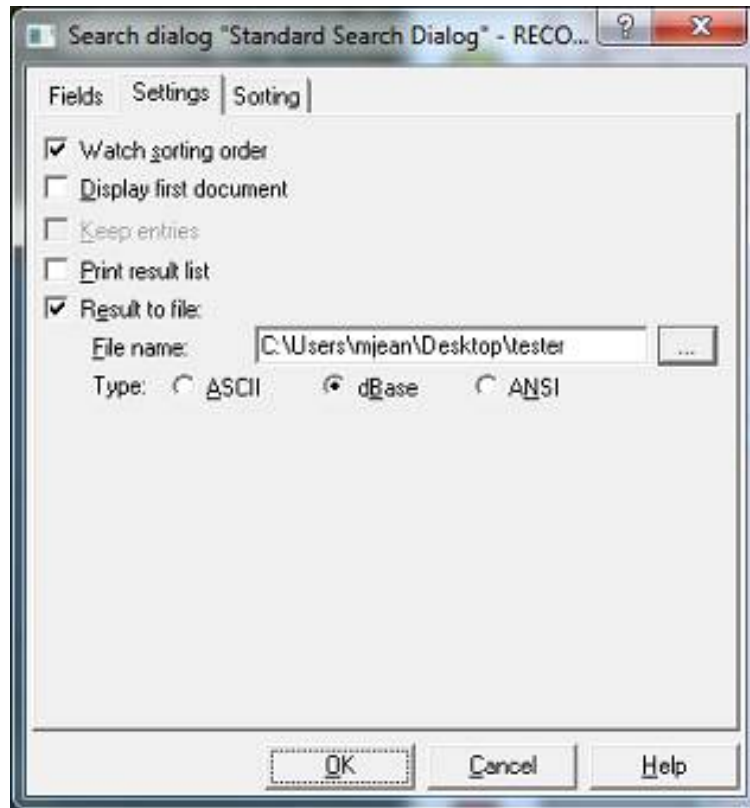 Search dialog "Standard Search Dialog" - RECO... ?
Fields Settings Sorting
Watch sorting order
Display first document
Keep entries
Print result list
Result to file:
File name: C:\Users\mjean\Desktop\tester ...
Type: ASCII dBase ANSI
OK Cancel Help